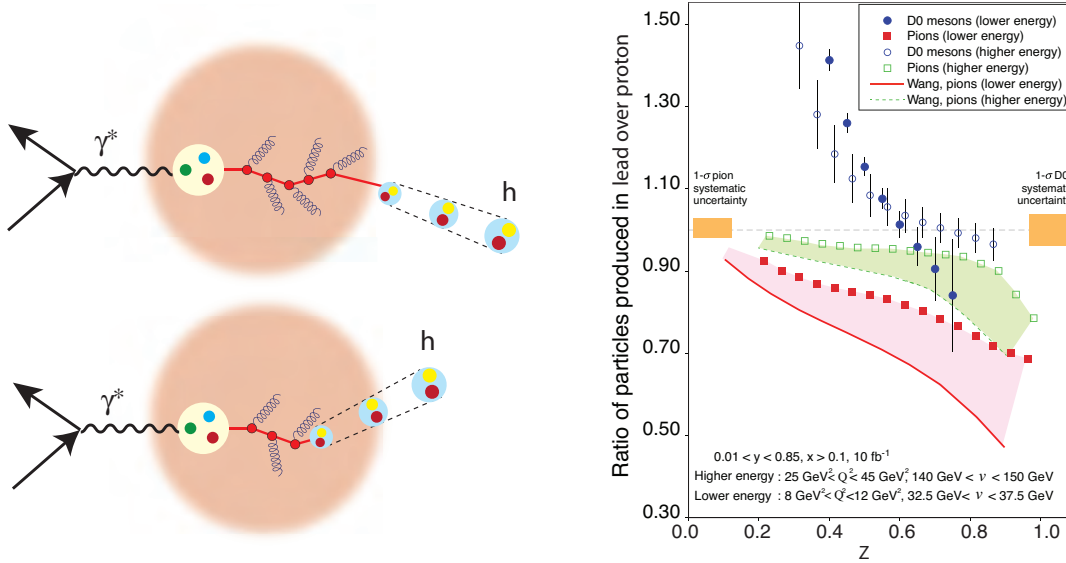 γ*
h
γ*
h
Ratio of particles produced in lead over proton
1.50
1.30
1.10
0.90
0.70
0.50
0.30
D0 mesons (lower energy)
Pions (lower energy)
D0 mesons (higher energy)
Pions (higher energy)
Wang, pions (lower energy)
Wang, pions (higher energy)
1-σ pion
systematic
uncertainty
1-σ D0
systematic
uncertainty
0.01 < y < 0.85, x > 0.1, 10 fb⁻¹
Higher energy : 25 GeV²< Q²< 45 GeV², 140 GeV < ν < 150 GeV
Lower energy : 8 GeV²< Q²<12 GeV², 32.5 GeV< ν < 37.5 GeV
0.0 0.2 0.4 0.6 0.8 1.0
Z